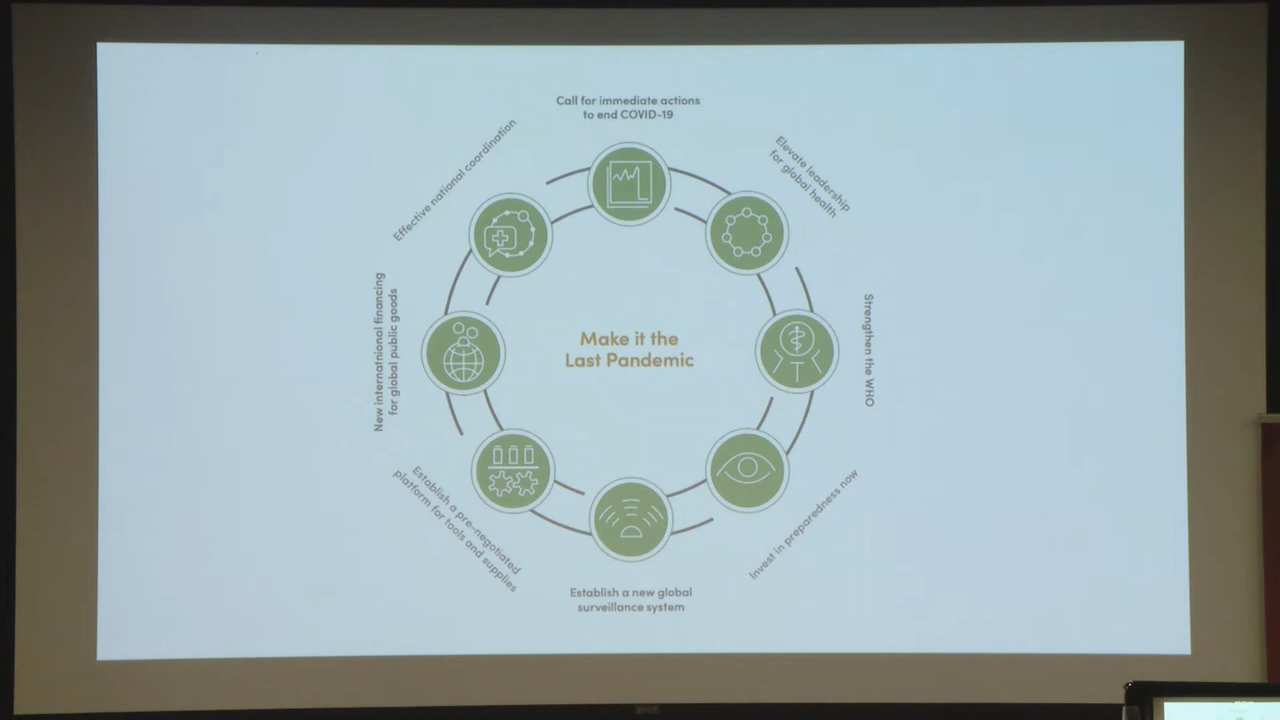 Call for immediate actions
to end COVID-19
Elevate leadership
for global health
Strengthen the WHO
Invest in preparedness now
Establish a new global
surveillance system
Establish a pre-negotiated
platform for tools and supplies
New internatnional financing
for global public goods
Effective national coordination
Make it the
Last Pandemic